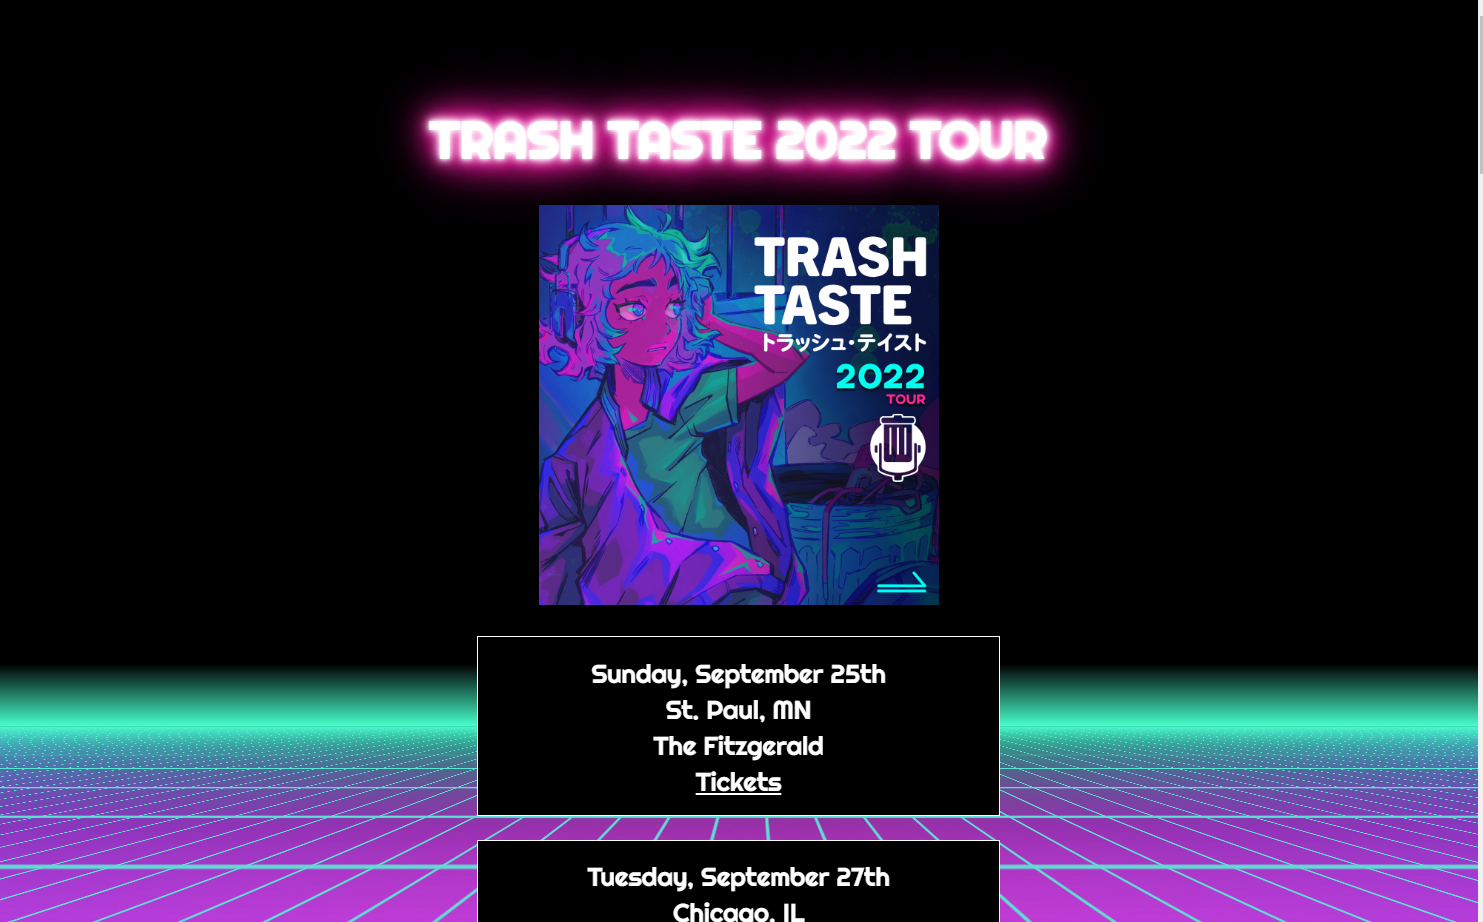 TRASH TASTE 2022 TOUR
TRASH
TASTE
トラッシュ・テイスト
2022
TOUR
Sunday, September 25th
St. Paul, MN
The Fitzgerald
Tickets
Tuesday, September 27th
Chicago, IL